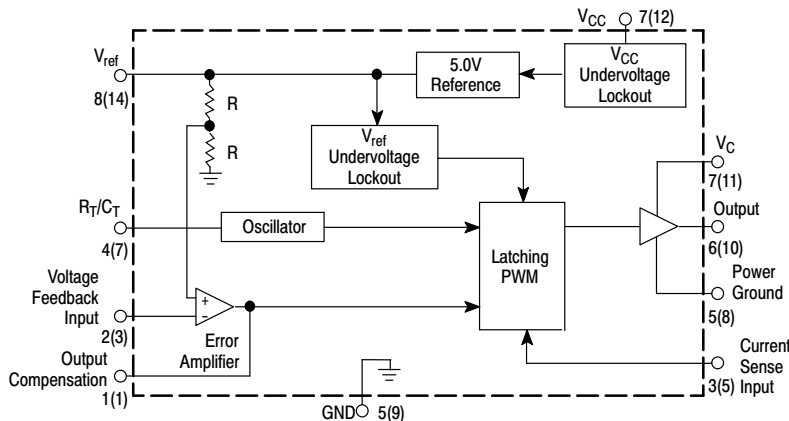 VCC 7(12)
Vref
8(14)
R
R
5.0V
Reference
VCC
Undervoltage
Lockout
Vref
Undervoltage
Lockout
VC
7(11)
RT/CT
4(7)
Oscillator
Latching
PWM
Output
6(10)
Voltage
Feedback
Input
2(3)
+
−
Error
Amplifier
Power
Ground
5(8)
Output
Compensation
1(1)
Current
Sense
Input
3(5)
GND 5(9)